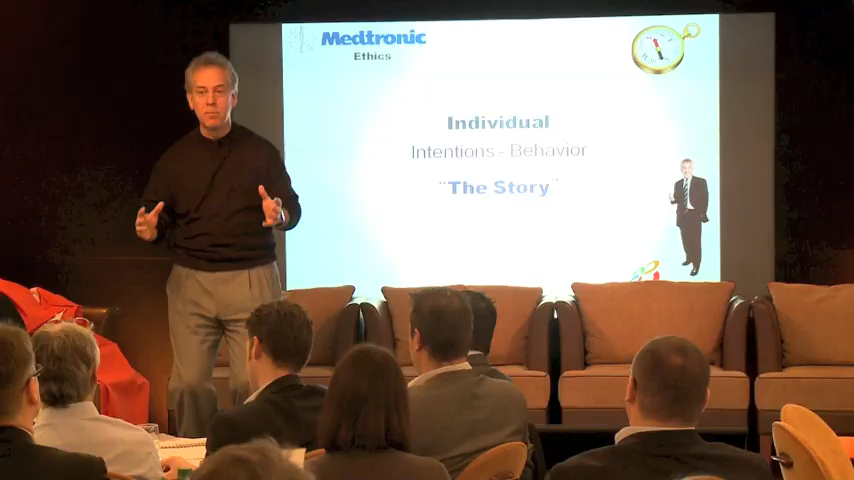 Medtronic
Ethics
Individual
Intentions - Behavior
"The Story"